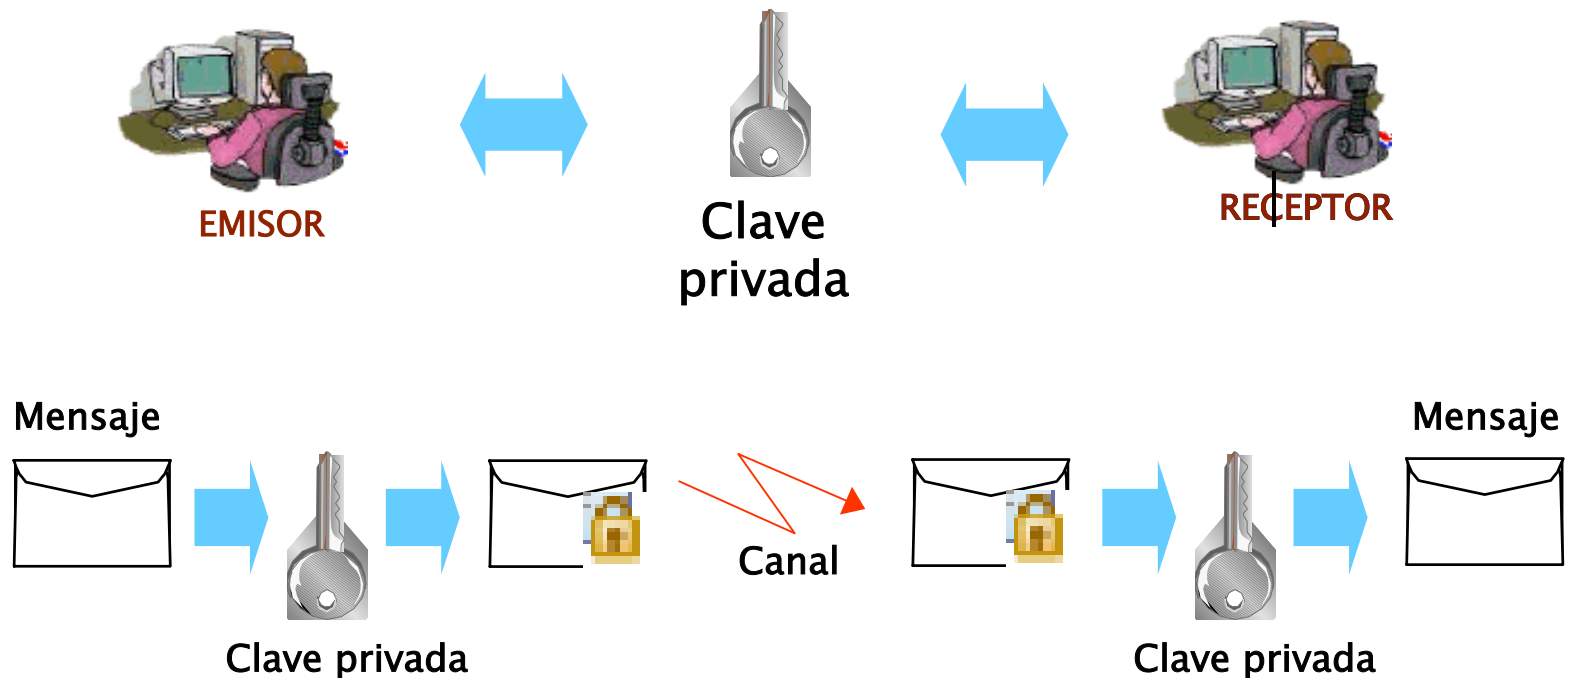 EMISOR
Clave
privada
RECEPTOR
Mensaje
Mensaje
Canal
Clave privada
Clave privada